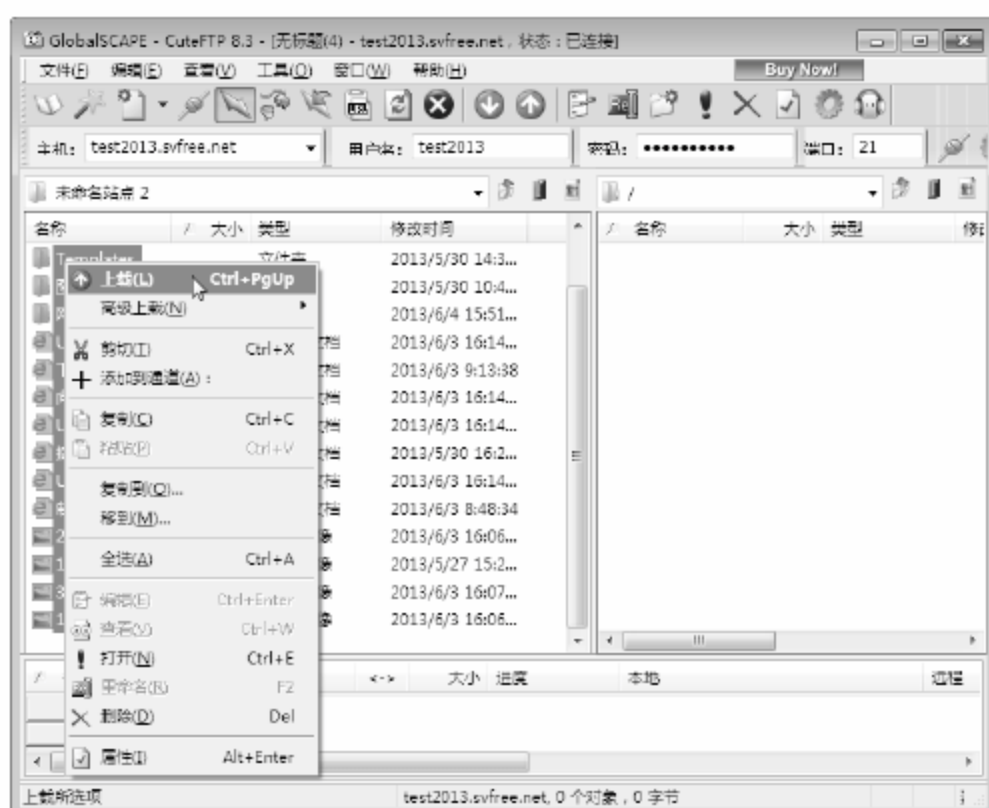 GlobalSCAPE - CuteFTP 8.3 - [无标题(4) - test2013.svfree.net , 状态 : 已连接]
文件(F) 编辑(E) 查看(V) 工具(O) 窗口(W) 帮助(H) Buy Now!
主机: test2013.svfree.net 用户名: test2013 密码: •••••••••• 端口: 21
未命名站点 2 /
名称 / 大小 类型 修改时间 / 名称 大小 类型
Templates 文件夹 2013/5/30 14:3...
上载(L) Ctrl+PgUp 2013/5/30 10:4...
高级上载(N) 2013/6/4 15:51...
2013/6/3 16:14...
剪切(T) Ctrl+X
添加到通道(A) : 2013/6/3 9:13:38
2013/6/3 16:14...
复制(C) Ctrl+C 2013/6/3 16:14...
粘贴(P) Ctrl+V 2013/5/30 16:2...
复制到(O)... 2013/6/3 16:14...
移到(M)... 2013/6/3 8:48:34
2013/6/3 16:06...
全选(A) Ctrl+A 2013/5/27 15:2...
编辑(E) Ctrl+Enter 2013/6/3 16:07...
查看(V) Ctrl+W 2013/6/3 16:06...
打开(N) Ctrl+E
<-> 大小 进度 本地 远程
重命名(R) F2
删除(D) Del
属性(I) Alt+Enter
上载所选项 test2013.svfree.net, 0 个对象 , 0 字节